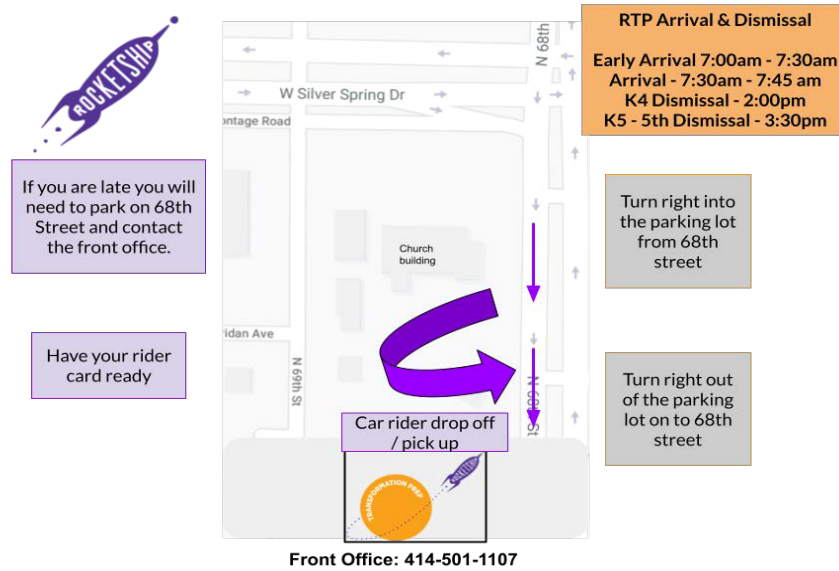 ROCKETSHIP
RTP Arrival & Dismissal
Early Arrival 7:00am - 7:30am
Arrival - 7:30am - 7:45 am
K4 Dismissal - 2:00pm
K5 - 5th Dismissal - 3:30pm
N 68th
W Silver Spring Dr
ontage Road
If you are late you will
need to park on 68th
Street and contact
the front office.
Turn right into
the parking lot
from 68th
street
Church
building
ridan Ave
Have your rider
card ready
N 69th St
N 68th St
Turn right out
of the parking
lot on to 68th
street
Car rider drop off
/ pick up
TRANSFORMATION PREP
ROCKETSHIP
Front Office: 414-501-1107